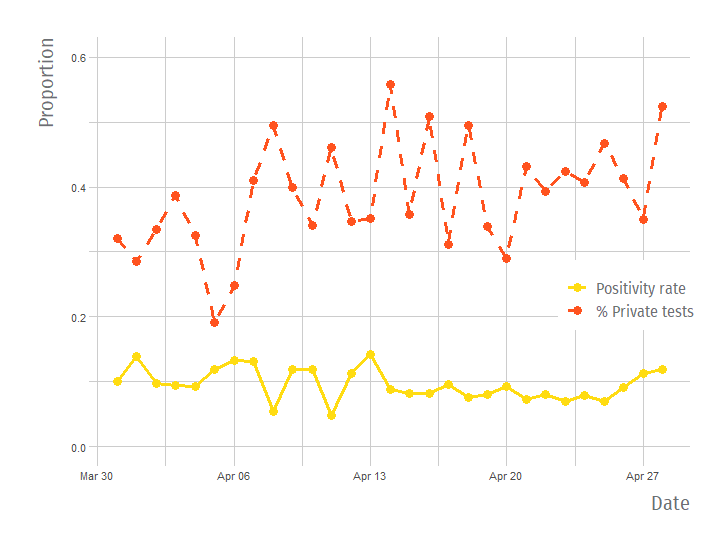 Proportion
0.6
0.4
0.2
0.0
Positivity rate
% Private tests
Mar 30
Apr 06
Apr 13
Apr 20
Apr 27
Date